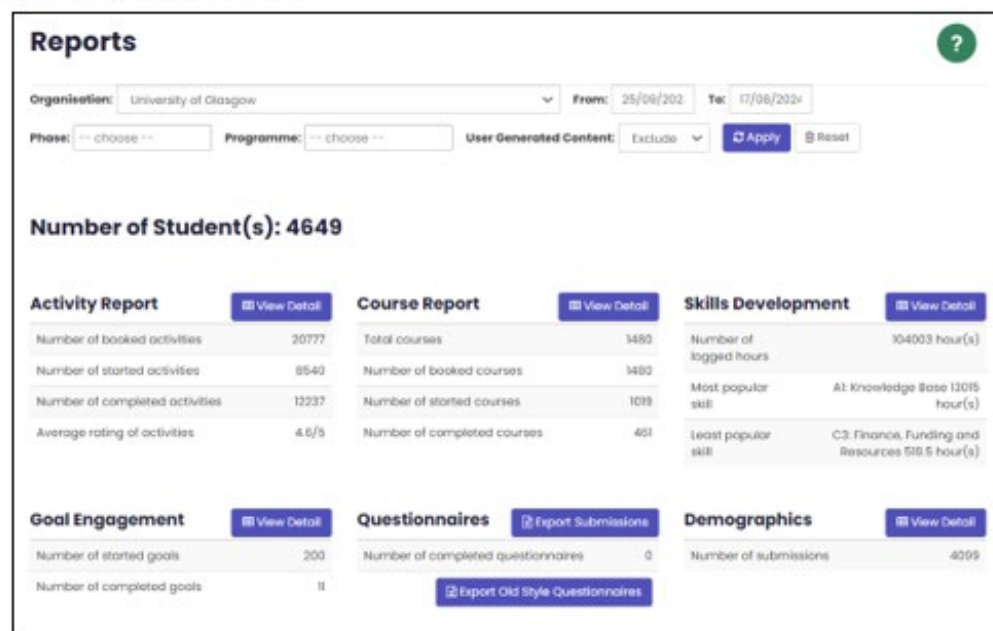 Reports
?
Organisation: University of Glasgow From: 25/09/202 To: 17/08/2024
Phase: -- choose -- Programme: -- choose -- User Generated Content: Exclude Apply Reset
Number of Student(s): 4649
Activity Report View Detail
Number of booked activities 20777
Number of started activities 8540
Number of completed activities 12237
Average rating of activities 4.6/5
Course Report View Detail
Total courses 1480
Number of booked courses 1480
Number of started courses 1019
Number of completed courses 461
Skills Development View Detail
Number of
logged hours
104003 hour(s)
Most popular
skill
A1: Knowledge Base 12015
hour(s)
Least popular
skill
C3: Finance, Funding and
Resources 518.5 hour(s)
Goal Engagement View Detail
Number of started goals 200
Number of completed goals 11
Questionnaires Export Submissions
Number of completed questionnaires 0
Export Old Style Questionnaires
Demographics View Detail
Number of submissions 4099